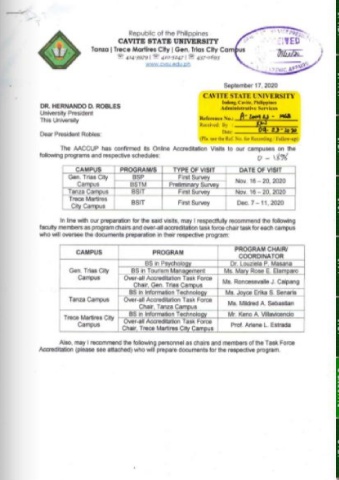 Republic of the Philippines
CAVITE STATE UNIVERSITY
Tanza | Trece Martires City | Gen. Trias City Campus
www.cvsu.edu.ph
September 17, 2020
CAVITE STATE UNIVERSITY
Indang, Cavite, Philippines
Administrative Services
Reference No.:
Received By :
Date:
(Pls. use the Ref. No. for Recording / Follow-up)
DR. HERNANDO D. ROBLES
University President
This University
Dear President Robles:
The AACCUP has confirmed its Online Accreditation Visits to our campuses on the
following programs and respective schedules:
CAMPUS PROGRAM/S TYPE OF VISIT DATE OF VISIT
Gen. Trias City Campus BSP First Survey Nov. 16 – 20, 2020
BSTM Preliminary Survey
Tanza Campus BSIT First Survey Nov. 16 – 20, 2020
Trece Martires City Campus BSIT First Survey Dec. 7 – 11, 2020
In line with our preparation for the said visits, may I respectfully recommend the following
faculty members as program chairs and over-all accreditation task force chair for each campus
who will oversee the documents preparation in their respective program:
CAMPUS PROGRAM PROGRAM CHAIR/ COORDINATOR
Gen. Trias City Campus BS in Psychology Dr. Louziela P. Masana
BS in Tourism Management Ms. Mary Rose E. Elamparo
Over-all Accreditation Task Force Chair, Gen. Trias Campus Ms. Roncesvalle J. Caipang
Tanza Campus BS in Information Technology Ms. Joyce Erika S. Senaris
Over-all Accreditation Task Force Chair, Tanza Campus Ms. Mildred A. Sebastian
Trece Martires City Campus BS in Information Technology Mr. Keno A. Villavicencio
Over-all Accreditation Task Force Chair, Trece Martires City Campus Prof. Ariane L. Estrada
Also, may I recommend the following personnel as chairs and members of the Task Force
Accreditation (please see attached) who will prepare documents for the respective program.